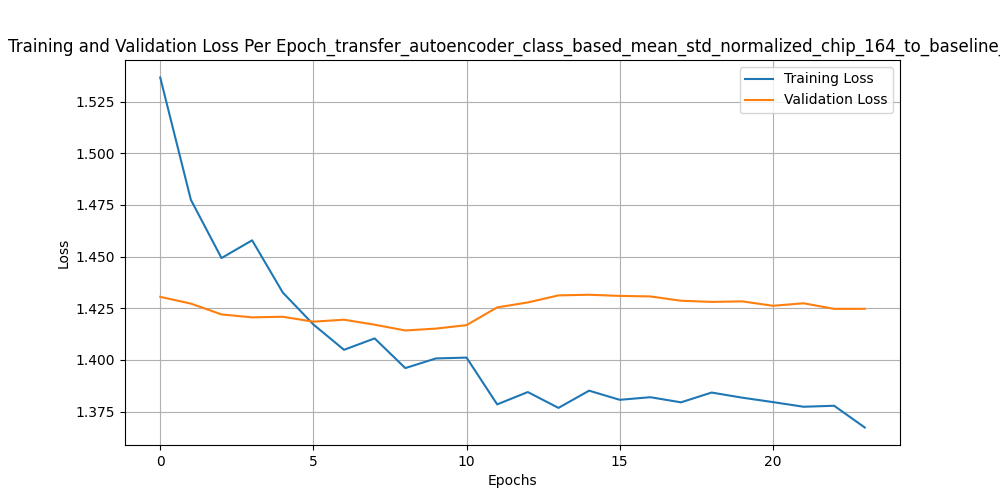 Training and Validation Loss Per Epoch_transfer_autoencoder_class_based_mean_std_normalized_chip_164_to_baseline_
Training Loss
Validation Loss
1.525
1.500
1.475
1.450
1.425
1.400
1.375
Loss
0
5
10
15
20
Epochs